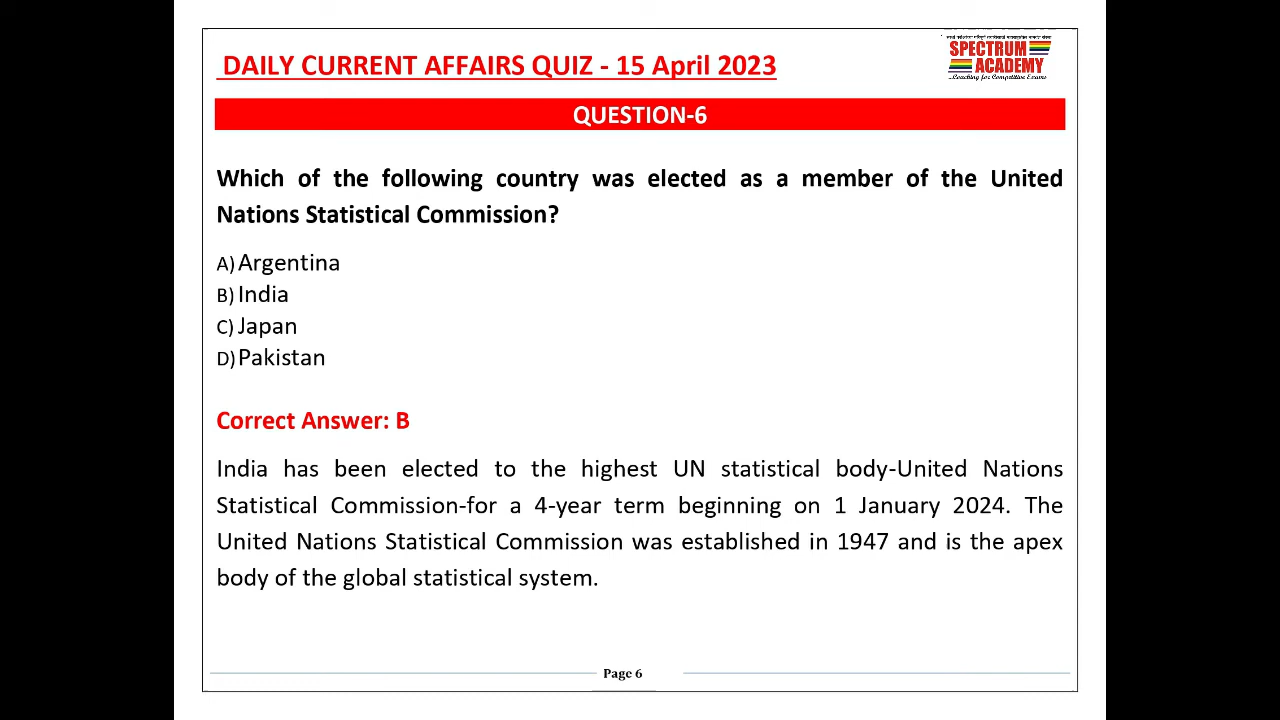 DAILY CURRENT AFFAIRS QUIZ - 15 April 2023
SPECTRUM
ACADEMY
...Coaching for Competitive Exams
QUESTION-6
Which of the following country was elected as a member of the United
Nations Statistical Commission?
A) Argentina
B) India
C) Japan
D) Pakistan
Correct Answer: B
India has been elected to the highest UN statistical body-United Nations
Statistical Commission-for a 4-year term beginning on 1 January 2024. The
United Nations Statistical Commission was established in 1947 and is the apex
body of the global statistical system.
Page 6